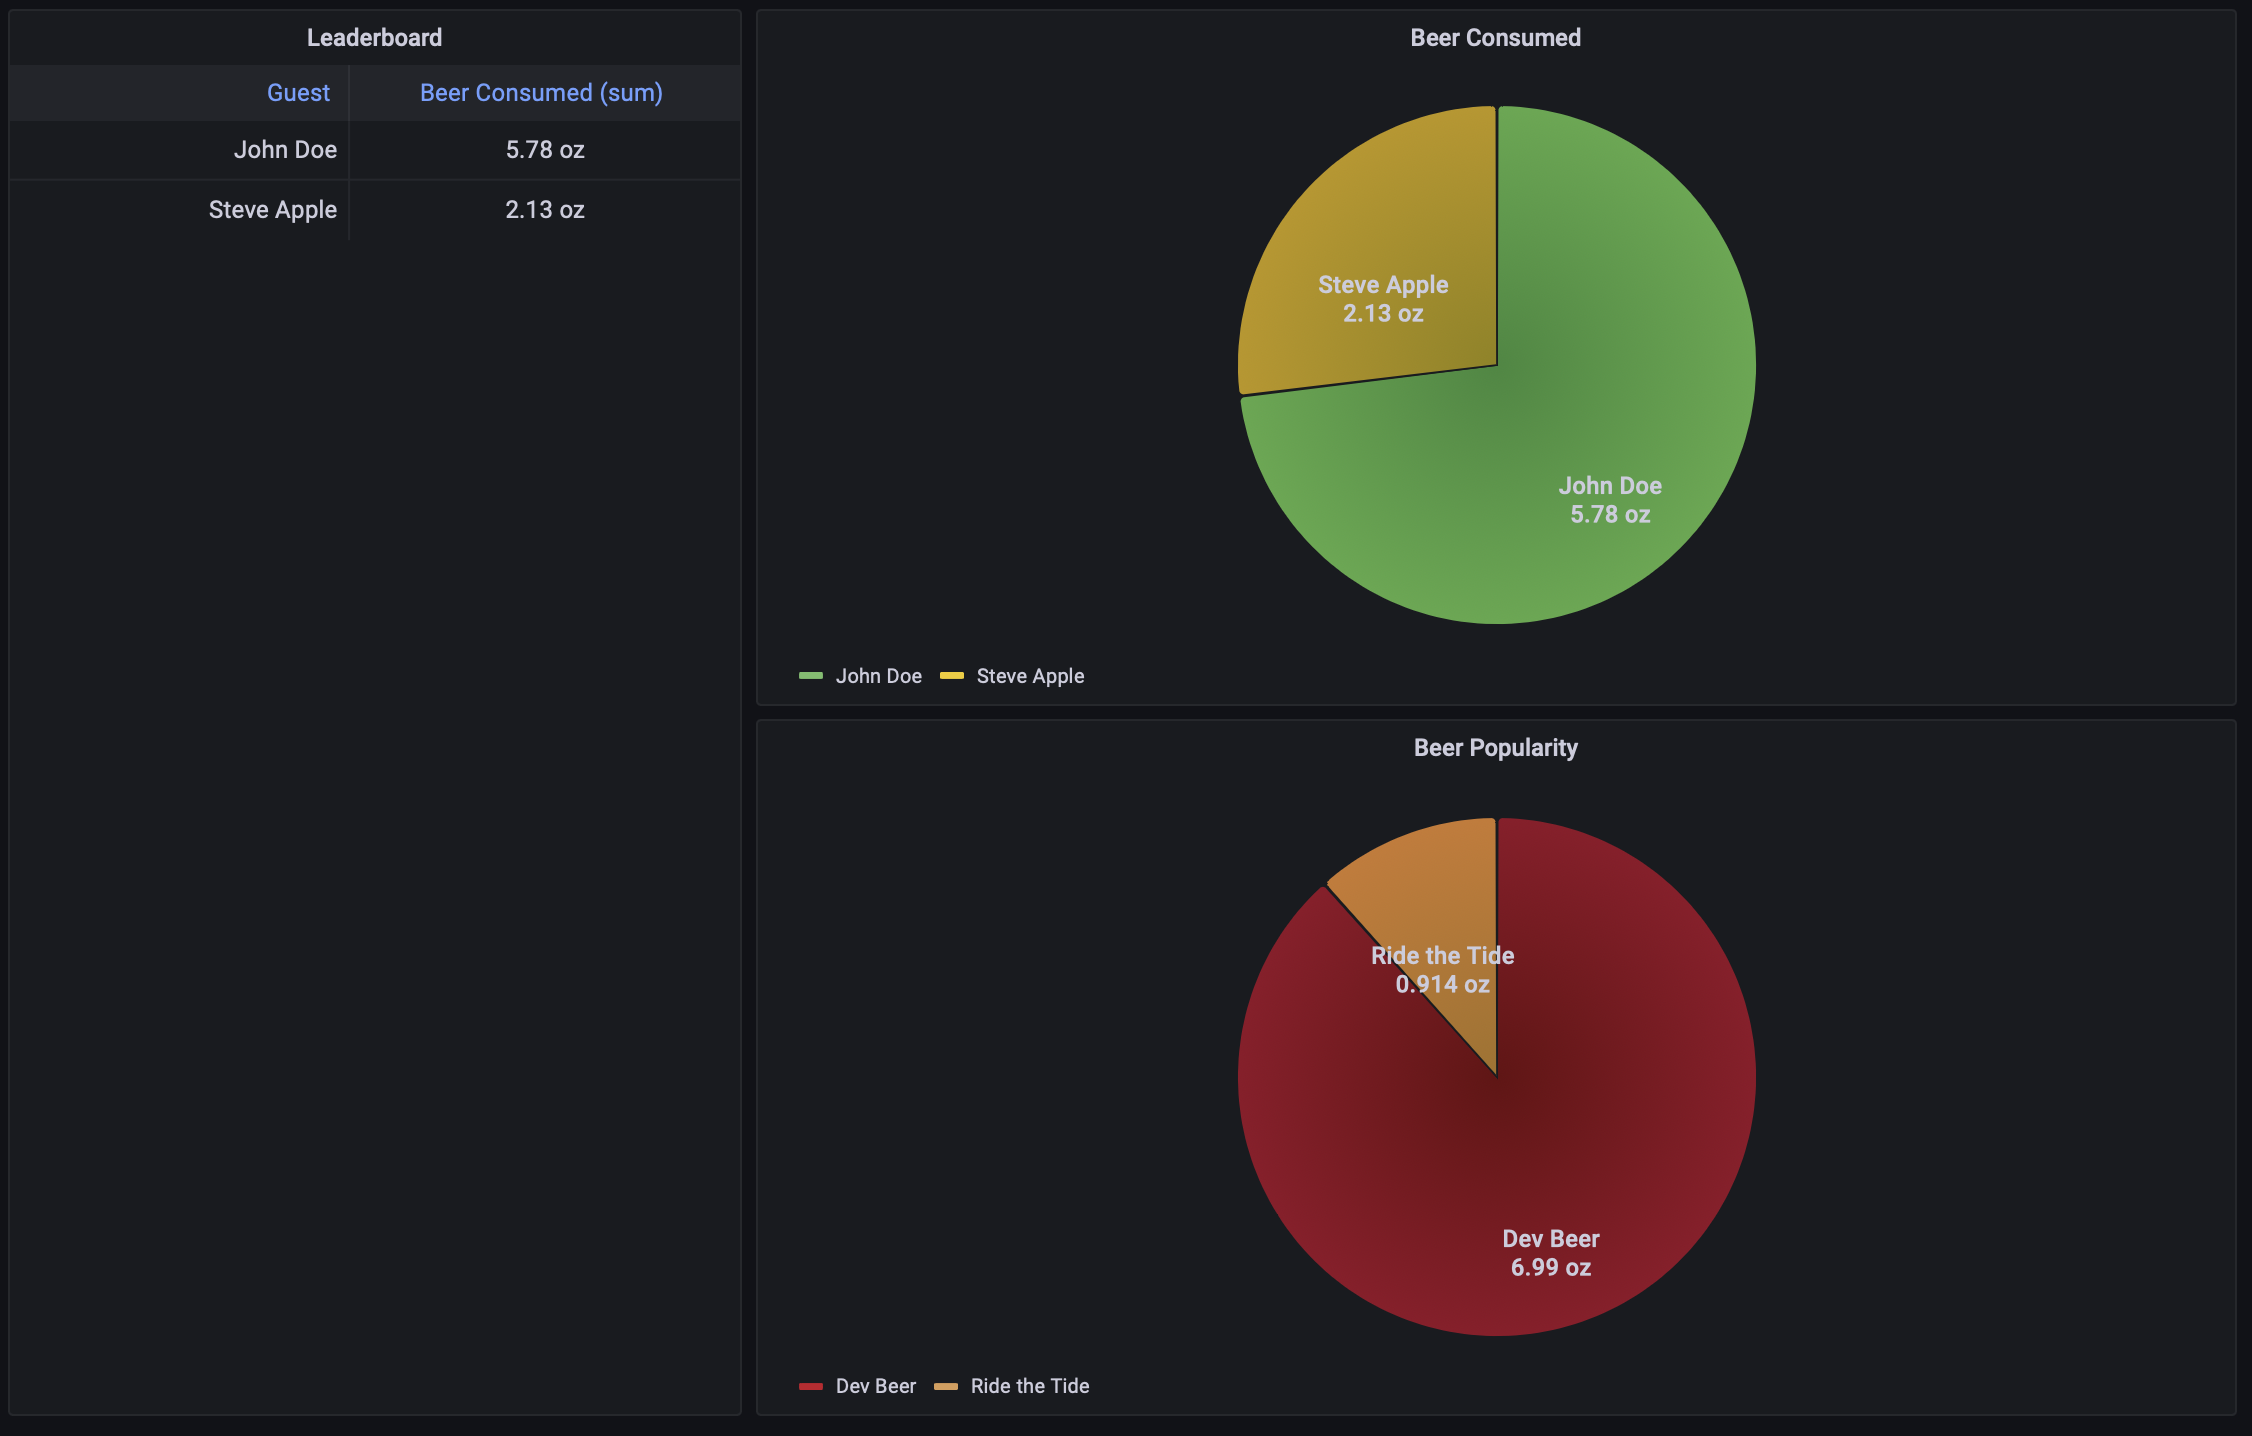 Leaderboard
Guest Beer Consumed (sum)
John Doe 5.78 oz
Steve Apple 2.13 oz
Beer Consumed
Steve Apple
2.13 oz
John Doe
5.78 oz
John Doe Steve Apple
Beer Popularity
Ride the Tide
0.914 oz
Dev Beer
6.99 oz
Dev Beer Ride the Tide